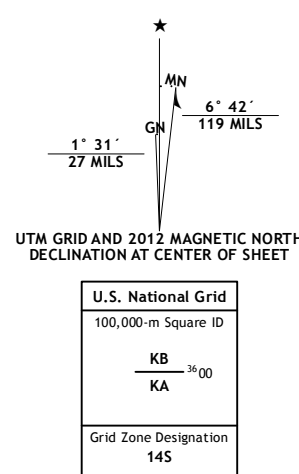 ★
MN
GN
6° 42´
119 MILS
1° 31´
27 MILS
UTM GRID AND 2012 MAGNETIC NORTH
DECLINATION AT CENTER OF SHEET
U.S. National Grid
100,000-m Square ID
KB
3600
KA
Grid Zone Designation
14S